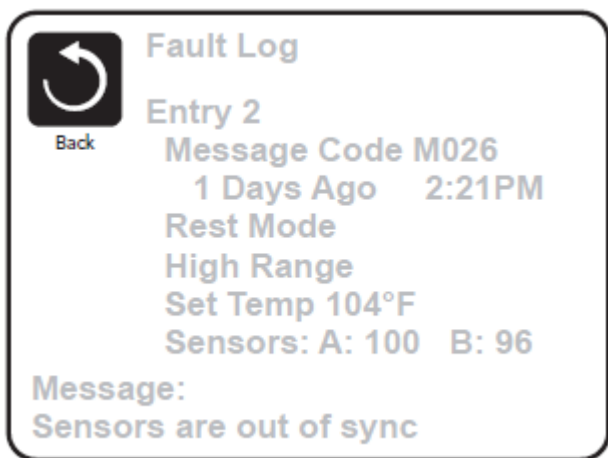 Fault Log
Back
Entry 2
Message Code M026
1 Days Ago 2:21PM
Rest Mode
High Range
Set Temp 104°F
Sensors: A: 100 B: 96
Message:
Sensors are out of sync